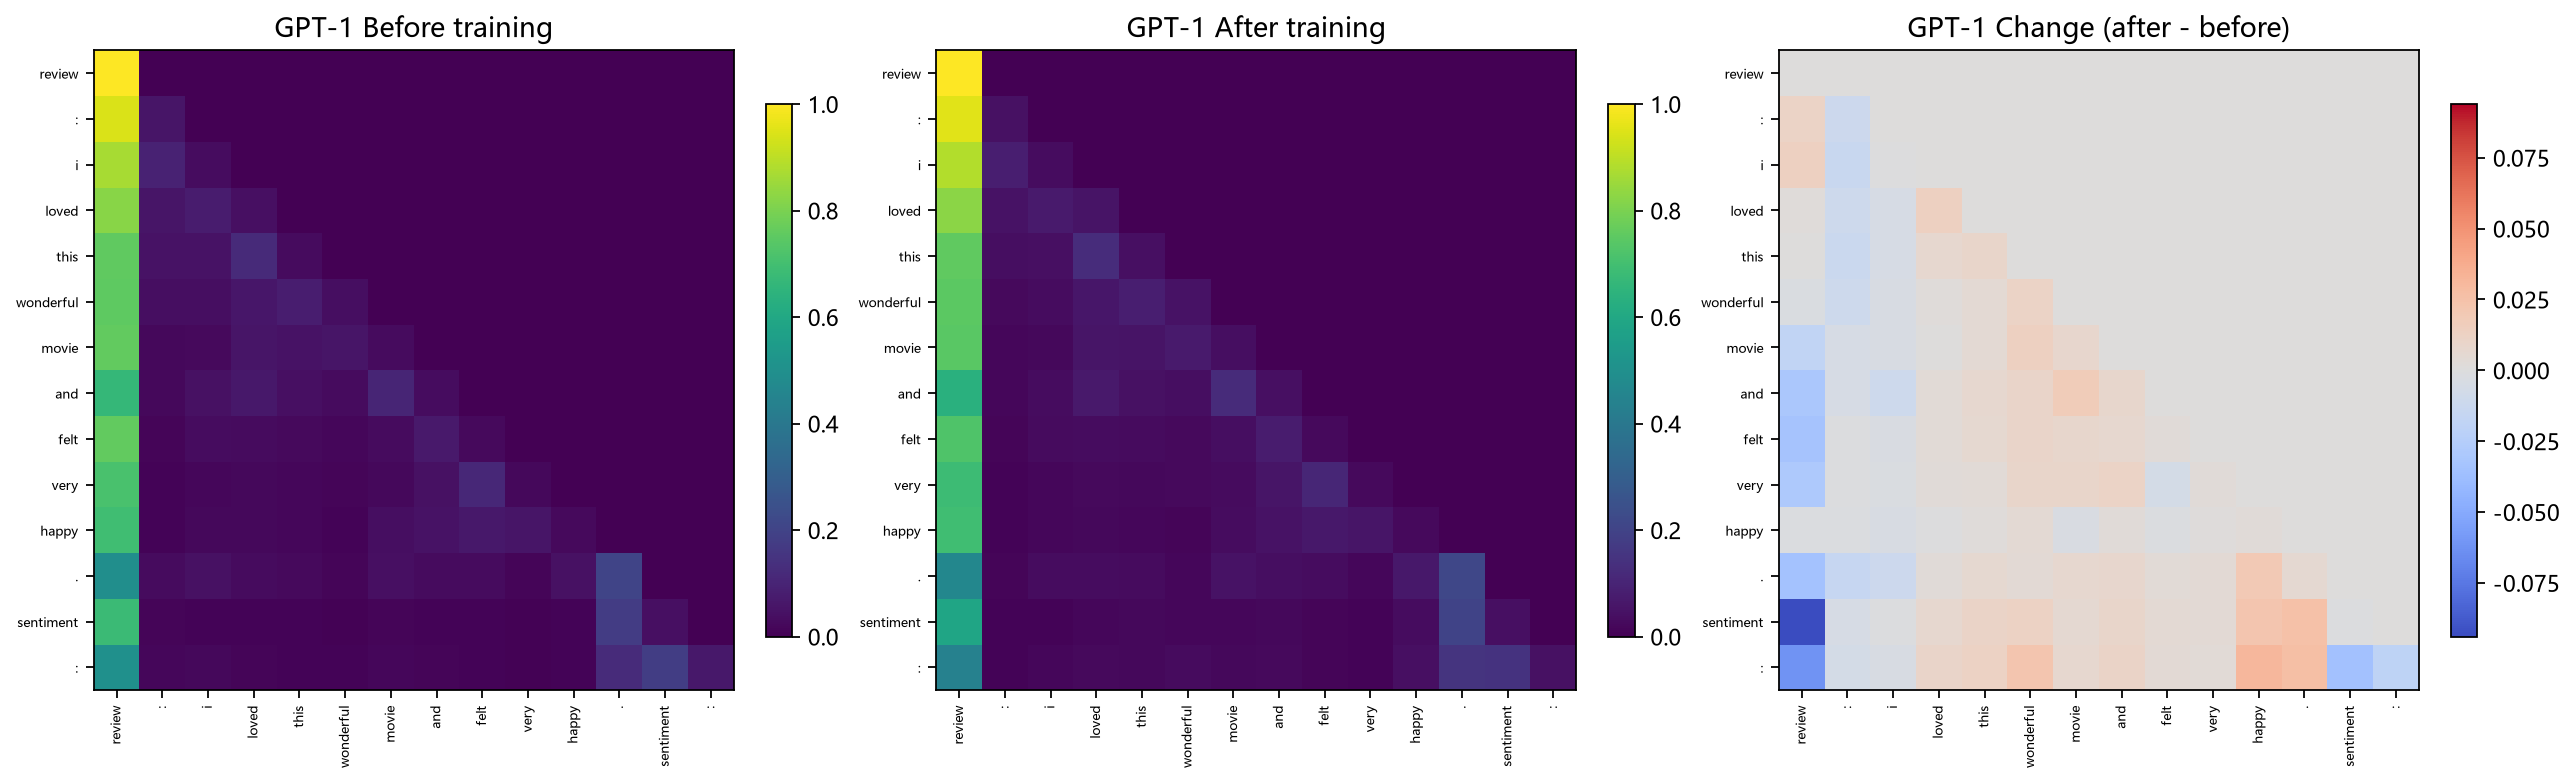 GPT-1 Before training
review
:
i
loved
this
wonderful
movie
and
felt
very
happy
.
sentiment
:
review
:
i
loved
this
wonderful
movie
and
felt
very
happy
.
sentiment
:
1.0
0.8
0.6
0.4
0.2
0.0
GPT-1 After training
review
:
i
loved
this
wonderful
movie
and
felt
very
happy
.
sentiment
:
review
:
i
loved
this
wonderful
movie
and
felt
very
happy
.
sentiment
:
1.0
0.8
0.6
0.4
0.2
0.0
GPT-1 Change (after - before)
review
:
i
loved
this
wonderful
movie
and
felt
very
happy
.
sentiment
:
review
:
i
loved
this
wonderful
movie
and
felt
very
happy
.
sentiment
:
0.075
0.050
0.025
0.000
-0.025
-0.050
-0.075